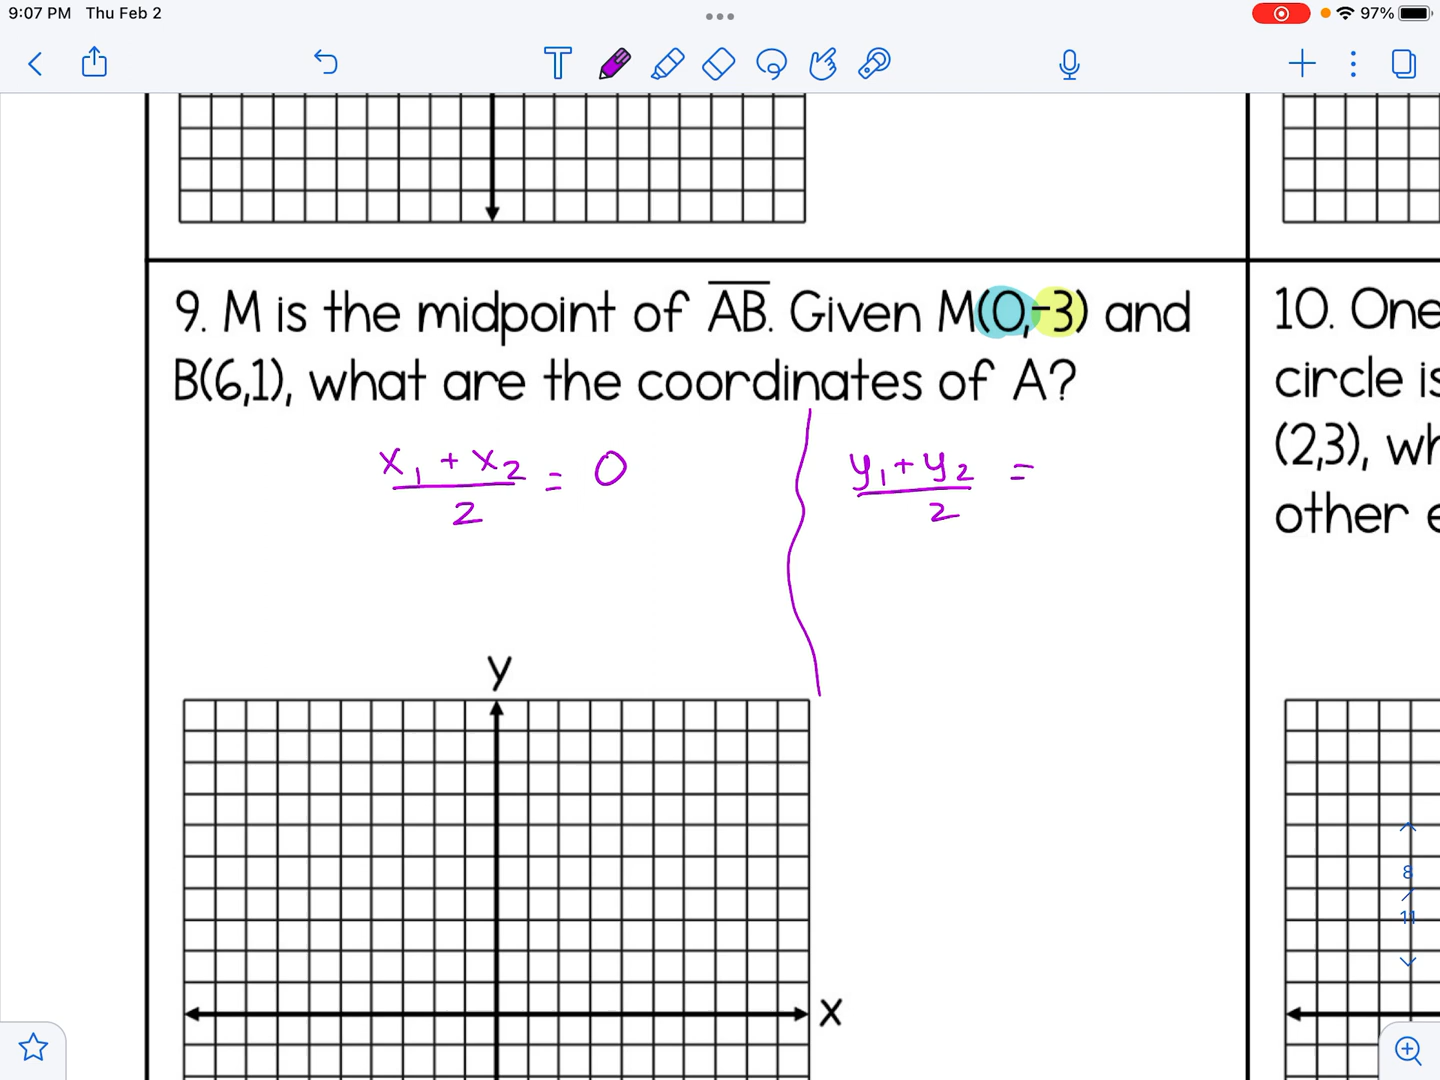 9:07 PM Thu Feb 2
97%
T
9. M is the midpoint of AB. Given M(0,-3) and
B(6,1), what are the coordinates of A?
x₁ + x₂
2
= 0
y₁ + y₂
2
=
y
x
10. One
circle is
(2,3), wh
other e
8
/
11